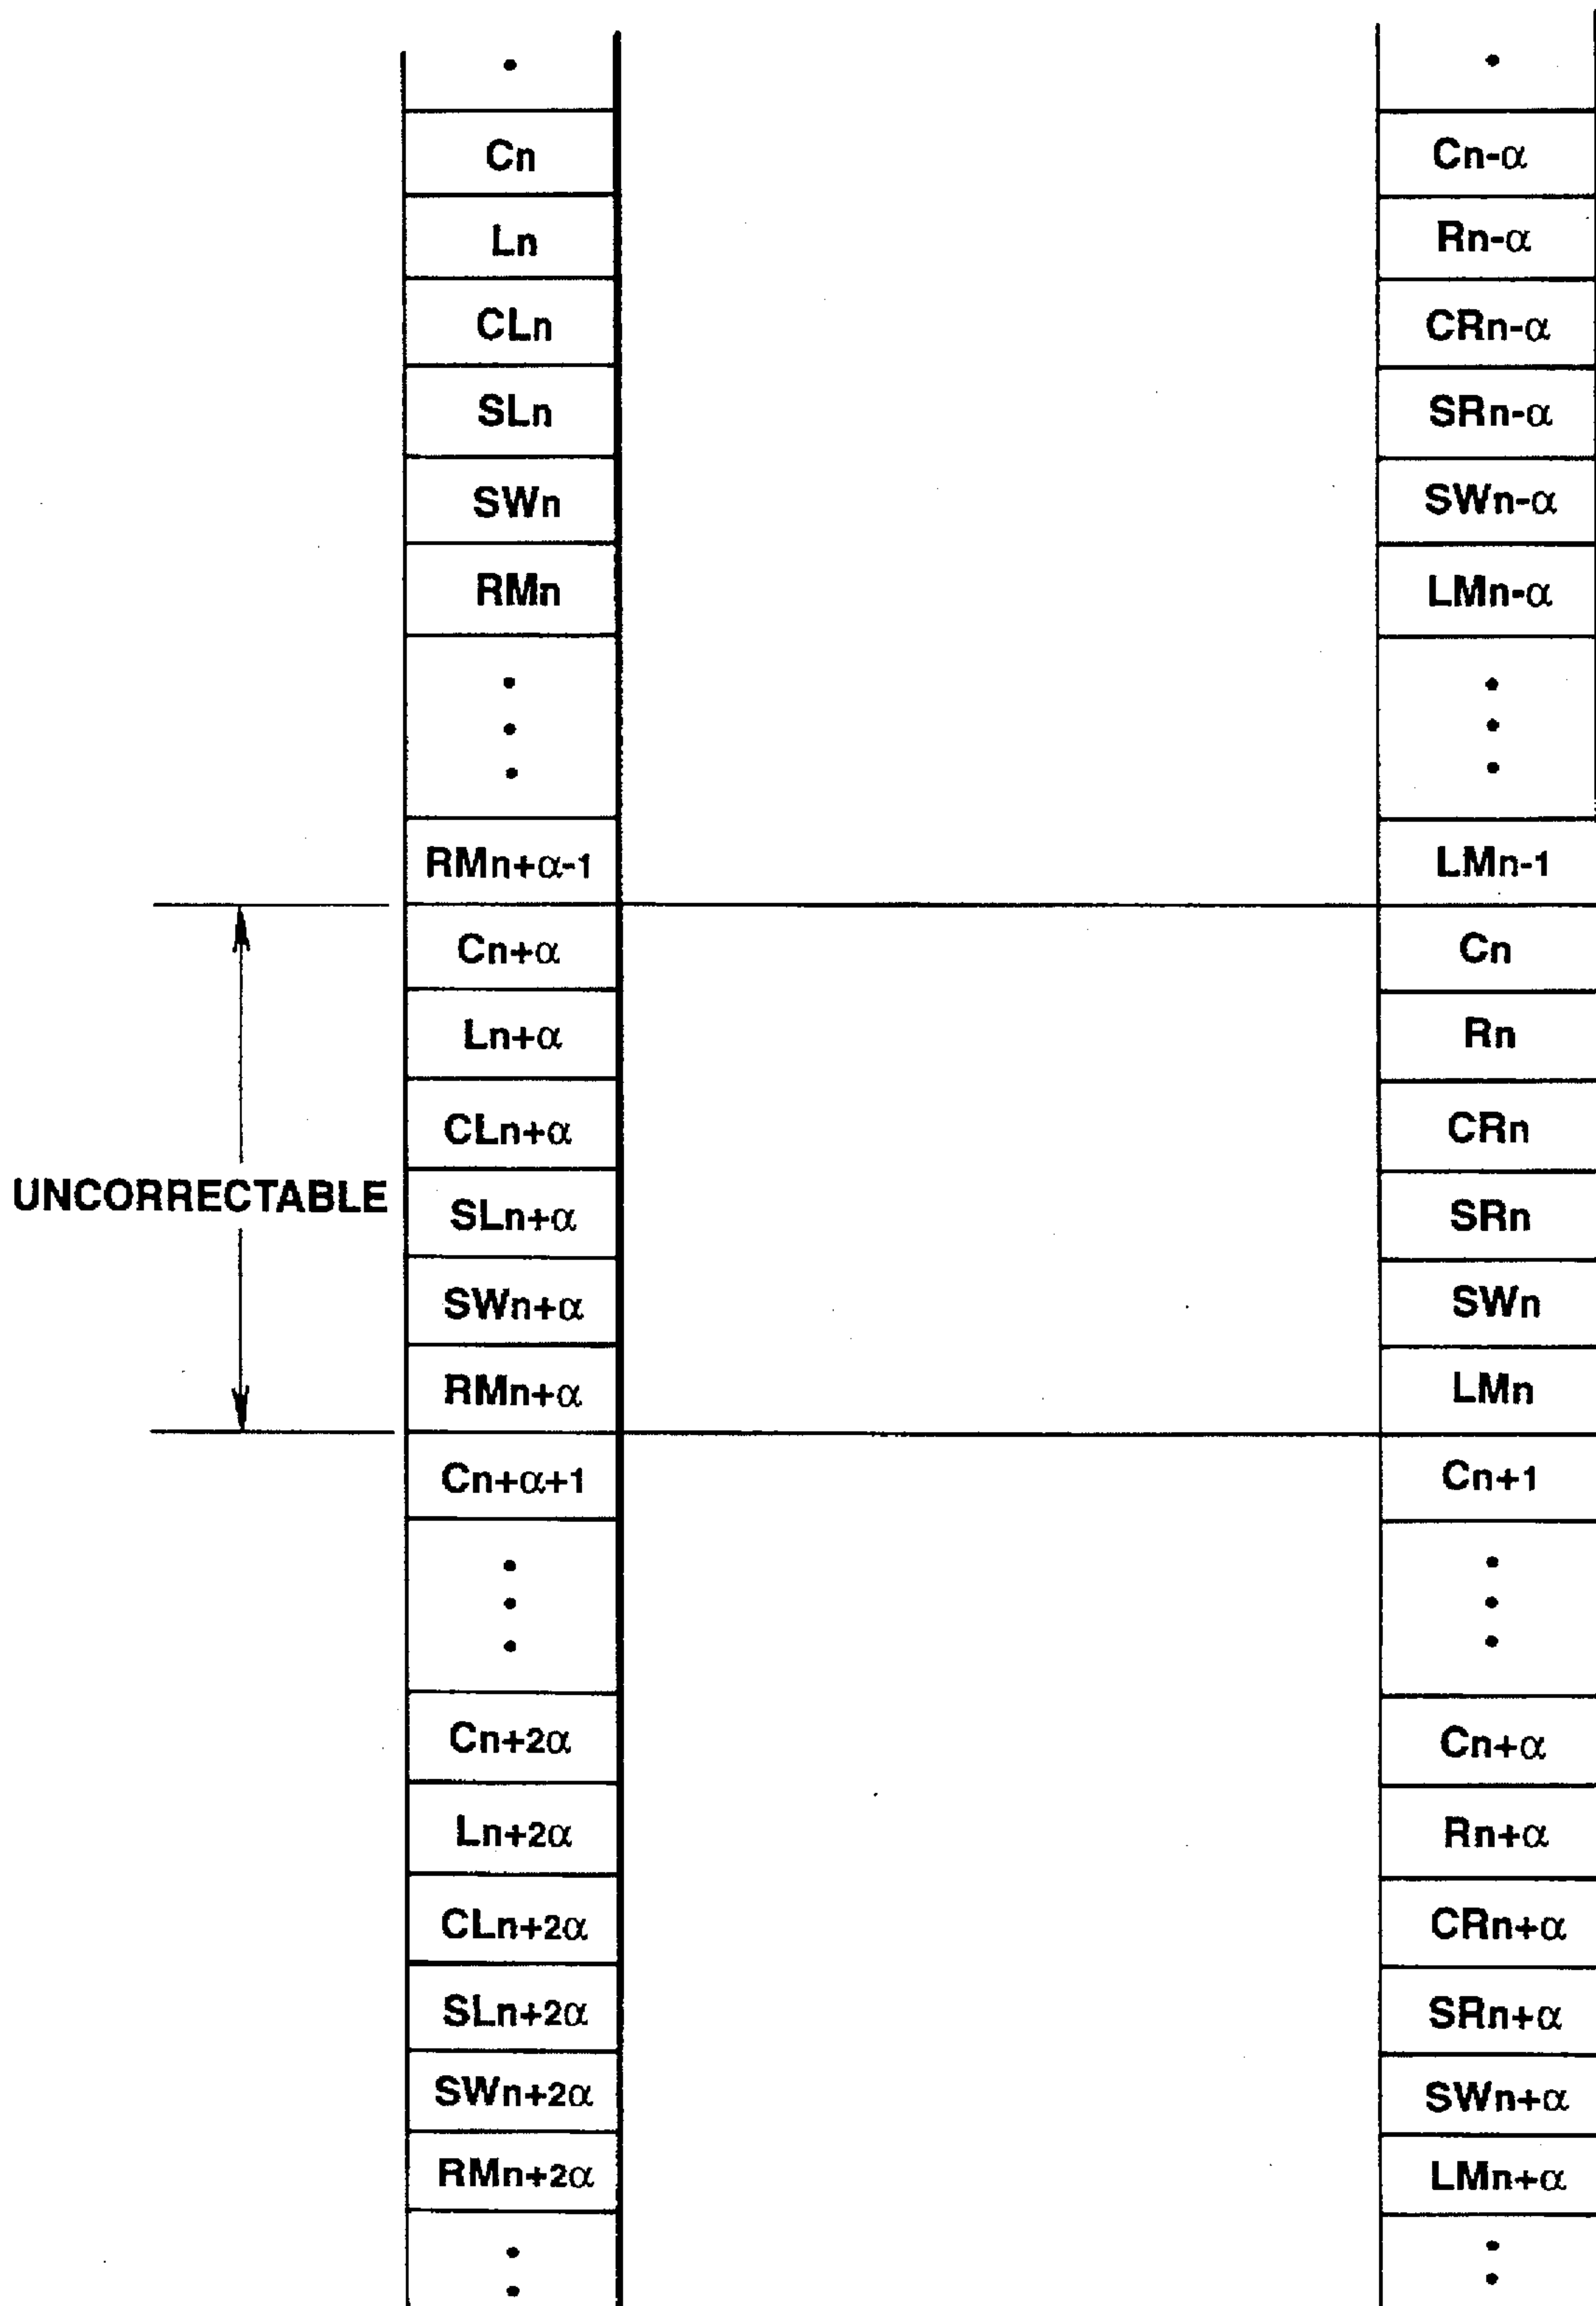 Cn
Ln
CLn
SLn
SWn
RMn
RMn+α-1
Cn+α
Ln+α
CLn+α
UNCORRECTABLE
SLn+α
SWn+α
RMn+α
Cn+α+1
Cn+2α
Ln+2α
CLn+2α
SLn+2α
SWn+2α
RMn+2α
Cn-α
Rn-α
CRn-α
SRn-α
SWn-α
LMn-α
LMn-1
Cn
Rn
CRn
SRn
SWn
LMn
Cn+1
Cn+α
Rn+α
CRn+α
SRn+α
SWn+α
LMn+α